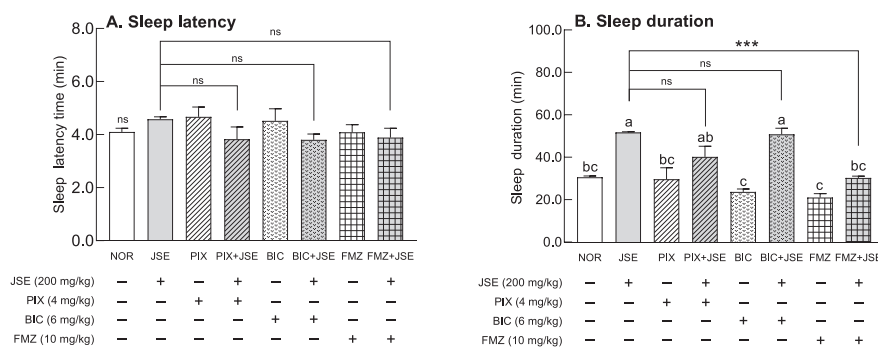 A. Sleep latency
Sleep latency time (min)
8.0
6.0
4.0
2.0
0.0
ns
ns
ns
ns
NOR JSE PIX PIX+JSE BIC BIC+JSE FMZ FMZ+JSE
JSE (200 mg/kg) – + – + – + – +
PIX (4 mg/kg) – – + + – – – –
BIC (6 mg/kg) – – – – + + – –
FMZ (10 mg/kg) – – – – – – + +
B. Sleep duration
Sleep duration (min)
100.0
80.0
60.0
40.0
20.0
0.0
***
ns
ns
bc a bc ab c a c bc
NOR JSE PIX PIX+JSE BIC BIC+JSE FMZ FMZ+JSE
JSE (200 mg/kg) – + – + – + – +
PIX (4 mg/kg) – – + + – – – –
BIC (6 mg/kg) – – – – + + – –
FMZ (10 mg/kg) – – – – – – + +